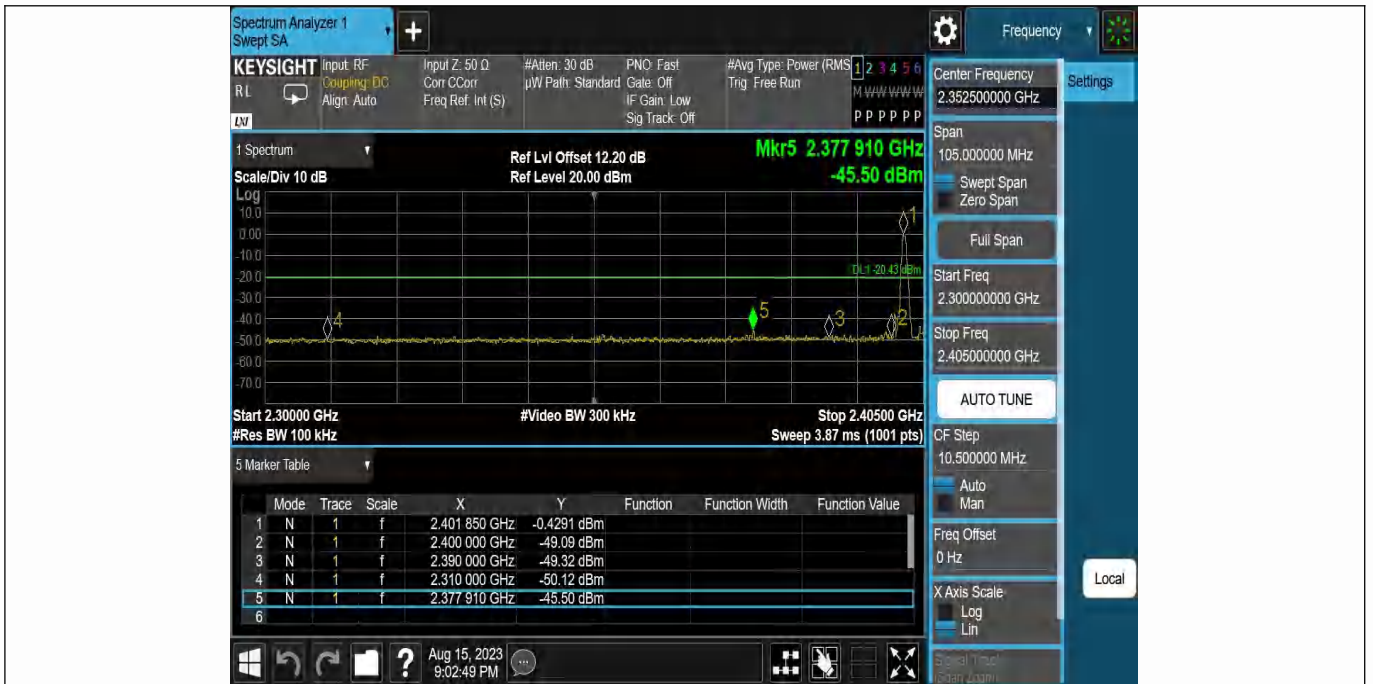 Spectrum Analyzer 1
Swept SA
+
Frequency
KEYSIGHT
RL
LXI
Input: RF
Coupling: DC
Align: Auto
Input Z: 50 Ω
Corr CCorr
Freq Ref: Int (S)
#Atten: 30 dB
µW Path: Standard
PNO: Fast
Gate: Off
IF Gain: Low
Sig Track: Off
#Avg Type: Power (RMS
Trig: Free Run
1 2 3 4 5 6
M W W W W W
P P P P P P
Center Frequency
2.352500000 GHz
Settings
1 Spectrum
Scale/Div 10 dB
Ref Lvl Offset 12.20 dB
Ref Level 20.00 dBm
Mkr5 2.377 910 GHz
-45.50 dBm
Log
10.0
0.00
-10.0
-20.0
-30.0
-40.0
-50.0
-60.0
-70.0
1
DL1 -20.43 dBm
4
5
3
2
Start 2.30000 GHz
#Res BW 100 kHz
#Video BW 300 kHz
Stop 2.40500 GHz
Sweep 3.87 ms (1001 pts)
Span
105.000000 MHz
Swept Span
Zero Span
Full Span
Start Freq
2.300000000 GHz
Stop Freq
2.405000000 GHz
AUTO TUNE
CF Step
10.500000 MHz
Auto
Man
Freq Offset
0 Hz
X Axis Scale
Log
Lin
Local
5 Marker Table
Mode Trace Scale X Y Function Function Width Function Value
1 N 1 f 2.401 850 GHz -0.4291 dBm
2 N 1 f 2.400 000 GHz -49.09 dBm
3 N 1 f 2.390 000 GHz -49.32 dBm
4 N 1 f 2.310 000 GHz -50.12 dBm
5 N 1 f 2.377 910 GHz -45.50 dBm
6
?
Aug 15, 2023
9:02:49 PM